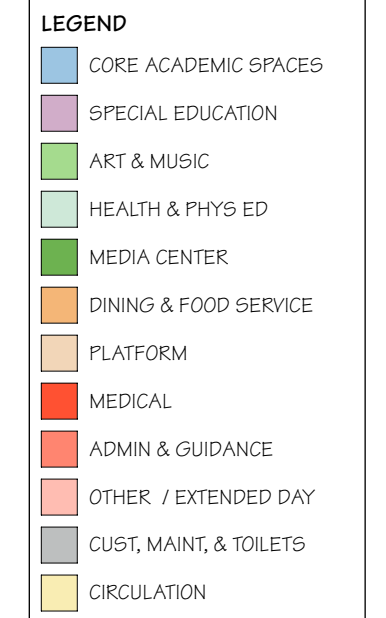 LEGEND
CORE ACADEMIC SPACES
SPECIAL EDUCATION
ART & MUSIC
HEALTH & PHYS ED
MEDIA CENTER
DINING & FOOD SERVICE
PLATFORM
MEDICAL
ADMIN & GUIDANCE
OTHER / EXTENDED DAY
CUST, MAINT, & TOILETS
CIRCULATION